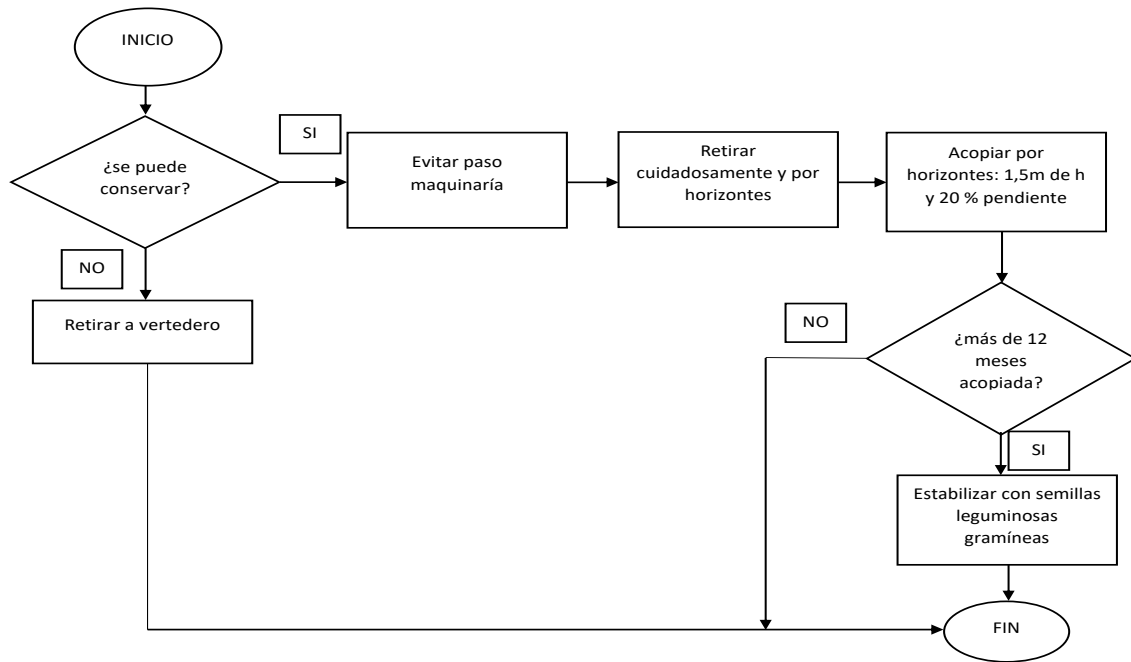 INICIO
¿se puede
conservar?
SI
Evitar paso
maquinaría
Retirar
cuidadosamente y por
horizontes
Acopiar por
horizontes: 1,5m de h
y 20 % pendiente
NO
Retirar a vertedero
NO
¿más de 12
meses
acopiada?
SI
Estabilizar con semillas
leguminosas
gramíneas
FIN